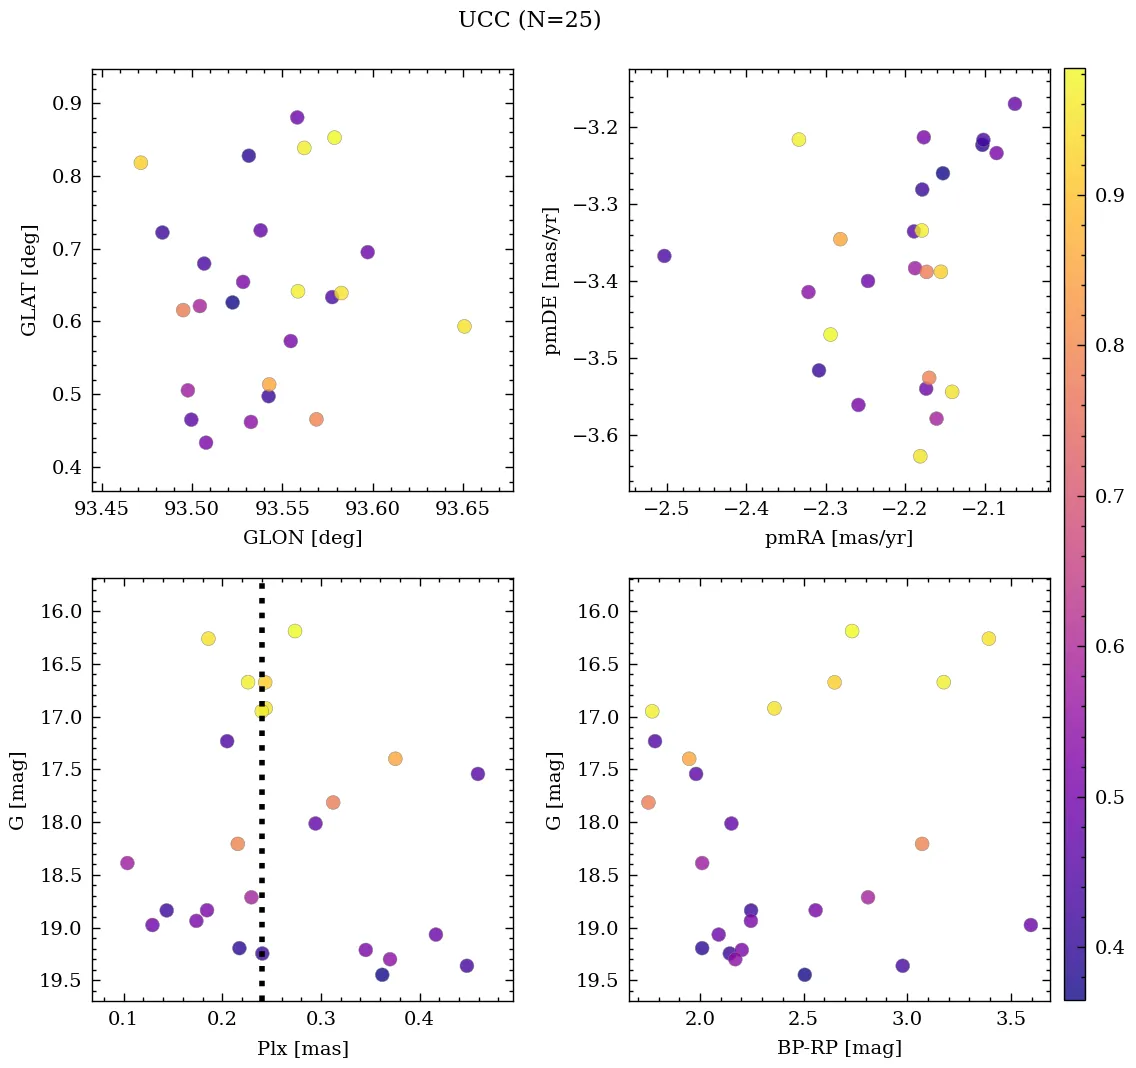 UCC (N=25)
0.9
0.8
0.7
0.6
0.5
0.4
GLAT [deg]
93.45 93.50 93.55 93.60 93.65
GLON [deg]
−3.2
−3.3
−3.4
−3.5
−3.6
pmDE [mas/yr]
−2.5 −2.4 −2.3 −2.2 −2.1
pmRA [mas/yr]
16.0
16.5
17.0
17.5
18.0
18.5
19.0
19.5
G [mag]
0.1 0.2 0.3 0.4
Plx [mas]
16.0
16.5
17.0
17.5
18.0
18.5
19.0
19.5
G [mag]
2.0 2.5 3.0 3.5
BP-RP [mag]
0.9
0.8
0.7
0.6
0.5
0.4